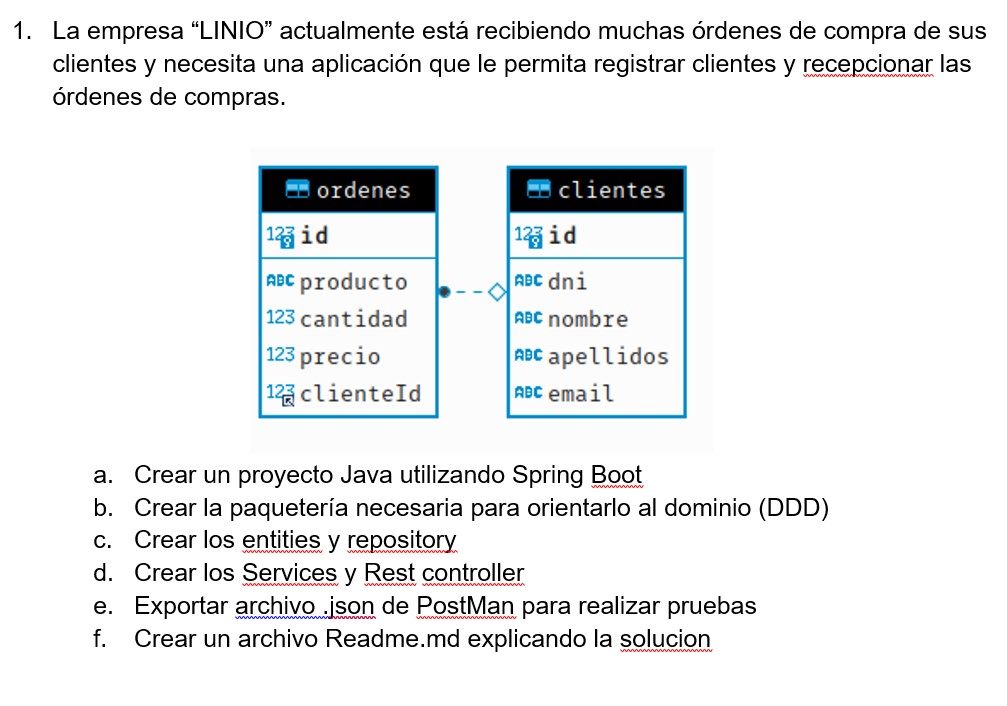 1. La empresa “LINIO” actualmente está recibiendo muchas órdenes de compra de sus
clientes y necesita una aplicación que le permita registrar clientes y recepcionar las
órdenes de compras.
ordenes
123 id
ABC producto
123 cantidad
123 precio
123 clienteId
clientes
123 id
ABC dni
ABC nombre
ABC apellidos
ABC email
a. Crear un proyecto Java utilizando Spring Boot
b. Crear la paquetería necesaria para orientarlo al dominio (DDD)
c. Crear los entities y repository
d. Crear los Services y Rest controller
e. Exportar archivo .json de PostMan para realizar pruebas
f. Crear un archivo Readme.md explicando la solucion